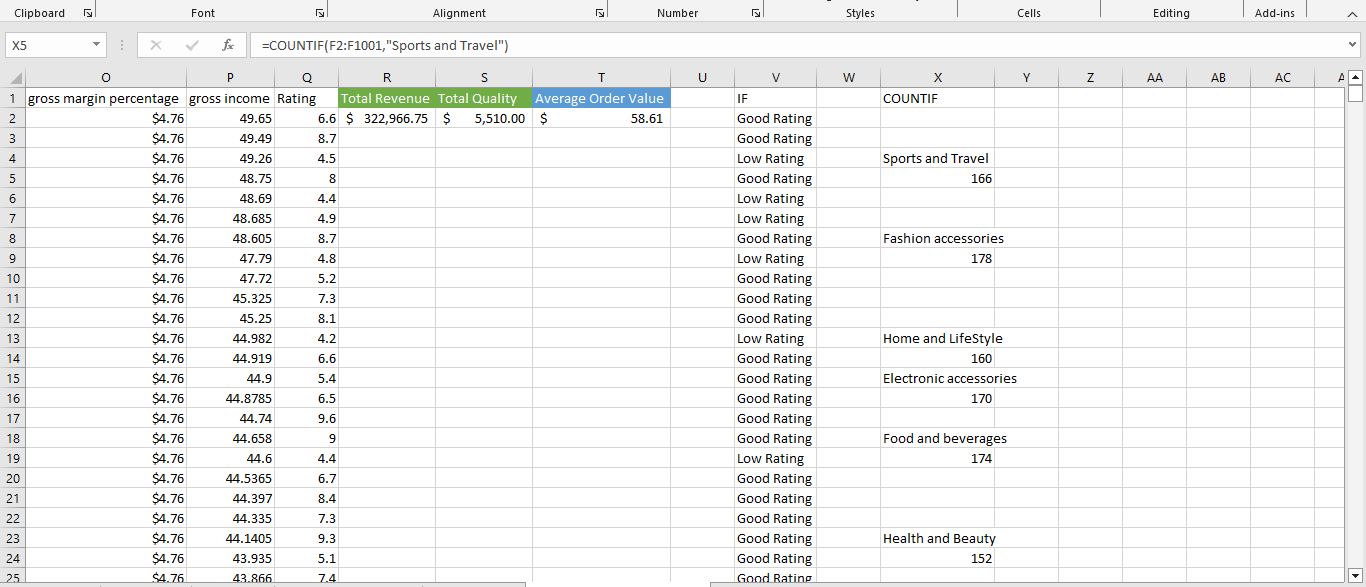 Clipboard Font Alignment Number Styles Cells Editing Add-ins
X5 fx =COUNTIF(F2:F1001,"Sports and Travel")
O P Q R S T U V W X Y Z AA AB AC
1 gross margin percentage gross income Rating Total Revenue Total Quality Average Order Value IF COUNTIF
2 $4.76 49.65 6.6 $ 322,966.75 $ 5,510.00 $ 58.61 Good Rating
3 $4.76 49.49 8.7 Good Rating
4 $4.76 49.26 4.5 Low Rating Sports and Travel
5 $4.76 48.75 8 Good Rating 166
6 $4.76 48.69 4.4 Low Rating
7 $4.76 48.685 4.9 Low Rating
8 $4.76 48.605 8.7 Good Rating Fashion accessories
9 $4.76 47.79 4.8 Low Rating 178
10 $4.76 47.72 5.2 Good Rating
11 $4.76 45.325 7.3 Good Rating
12 $4.76 45.25 8.1 Good Rating
13 $4.76 44.982 4.2 Low Rating Home and LifeStyle
14 $4.76 44.919 6.6 Good Rating 160
15 $4.76 44.9 5.4 Good Rating Electronic accessories
16 $4.76 44.8785 6.5 Good Rating 170
17 $4.76 44.74 9.6 Good Rating
18 $4.76 44.658 9 Good Rating Food and beverages
19 $4.76 44.6 4.4 Low Rating 174
20 $4.76 44.5365 6.7 Good Rating
21 $4.76 44.397 8.4 Good Rating
22 $4.76 44.335 7.3 Good Rating
23 $4.76 44.1405 9.3 Good Rating Health and Beauty
24 $4.76 43.935 5.1 Good Rating 152
25 $4.76 43.866 7.4 Good Rating